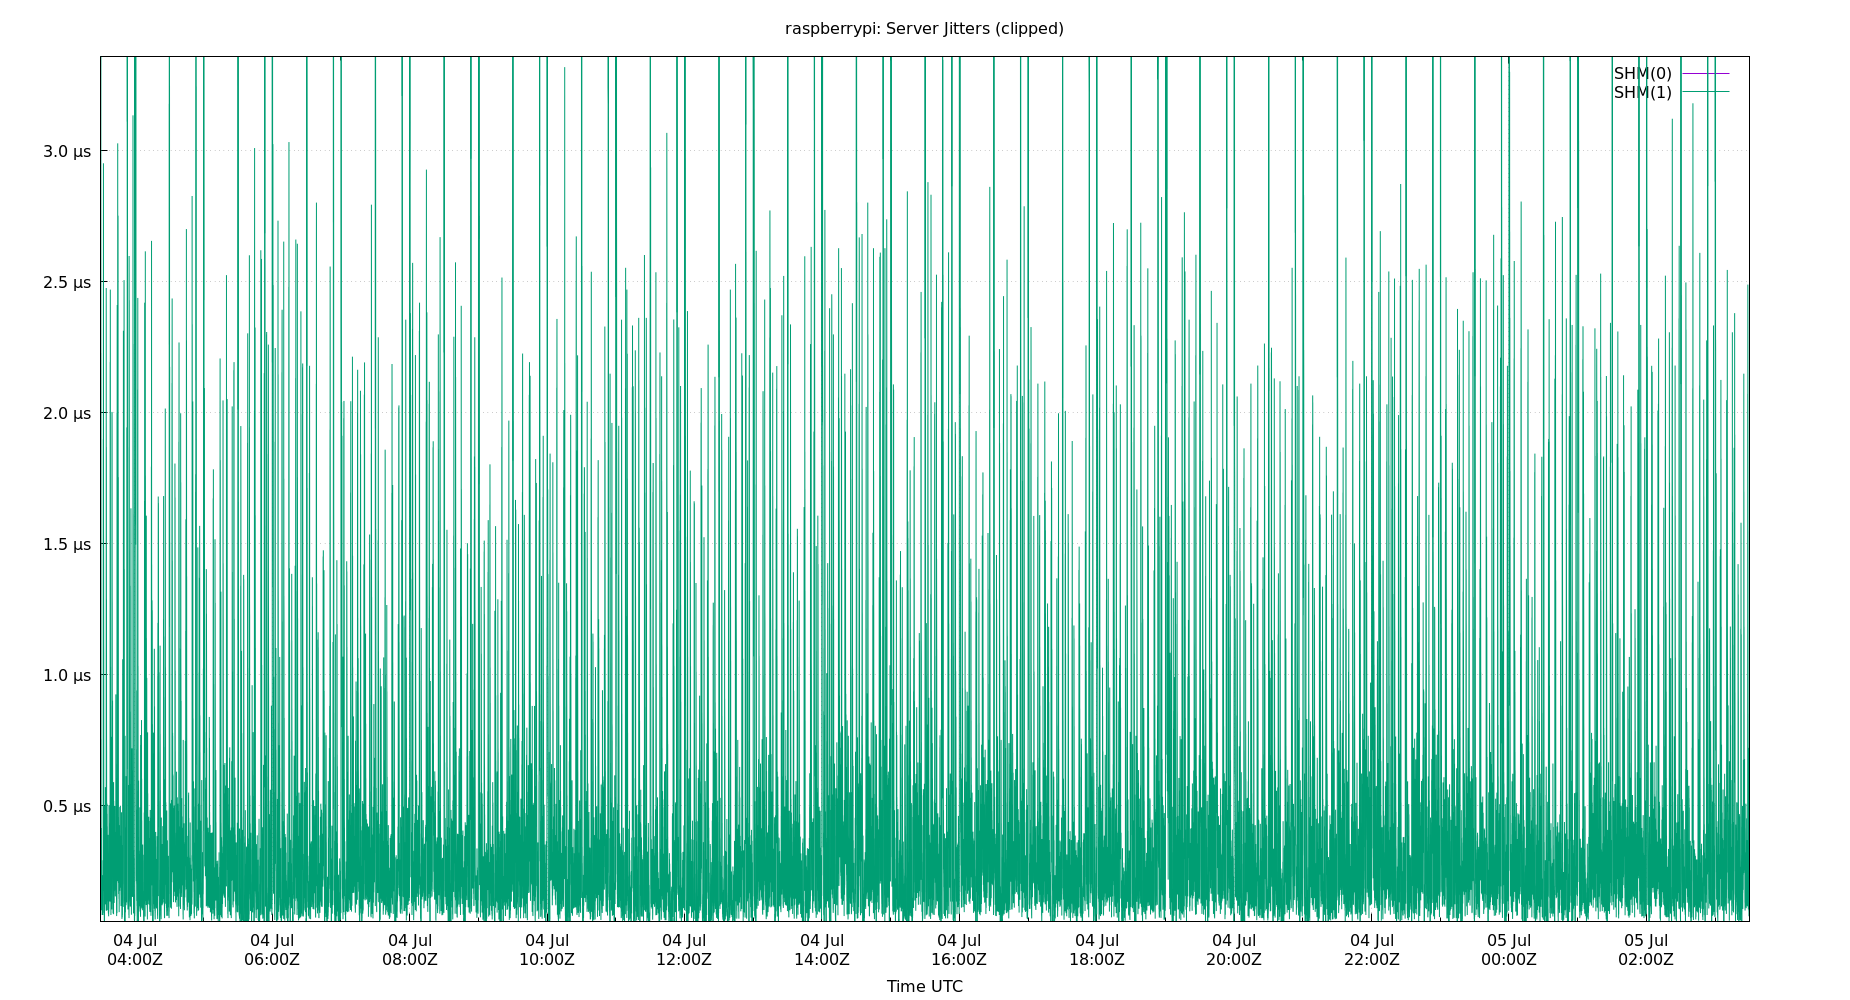 raspberrypi: Server Jitters (clipped)
SHM(0)
SHM(1)
3.0 µs
2.5 µs
2.0 µs
1.5 µs
1.0 µs
0.5 µs
04 Jul 04 Jul 04 Jul 04 Jul 04 Jul 04 Jul 04 Jul 04 Jul 04 Jul 04 Jul 05 Jul 05 Jul
04:00Z 06:00Z 08:00Z 10:00Z 12:00Z 14:00Z 16:00Z 18:00Z 20:00Z 22:00Z 00:00Z 02:00Z
Time UTC